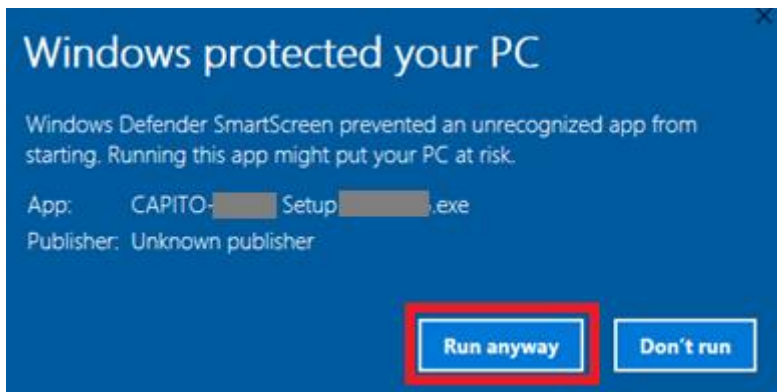 Windows protected your PC
Windows Defender SmartScreen prevented an unrecognized app from
starting. Running this app might put your PC at risk.
App: CAPITO- Setup .exe
Publisher: Unknown publisher
Run anyway Don't run